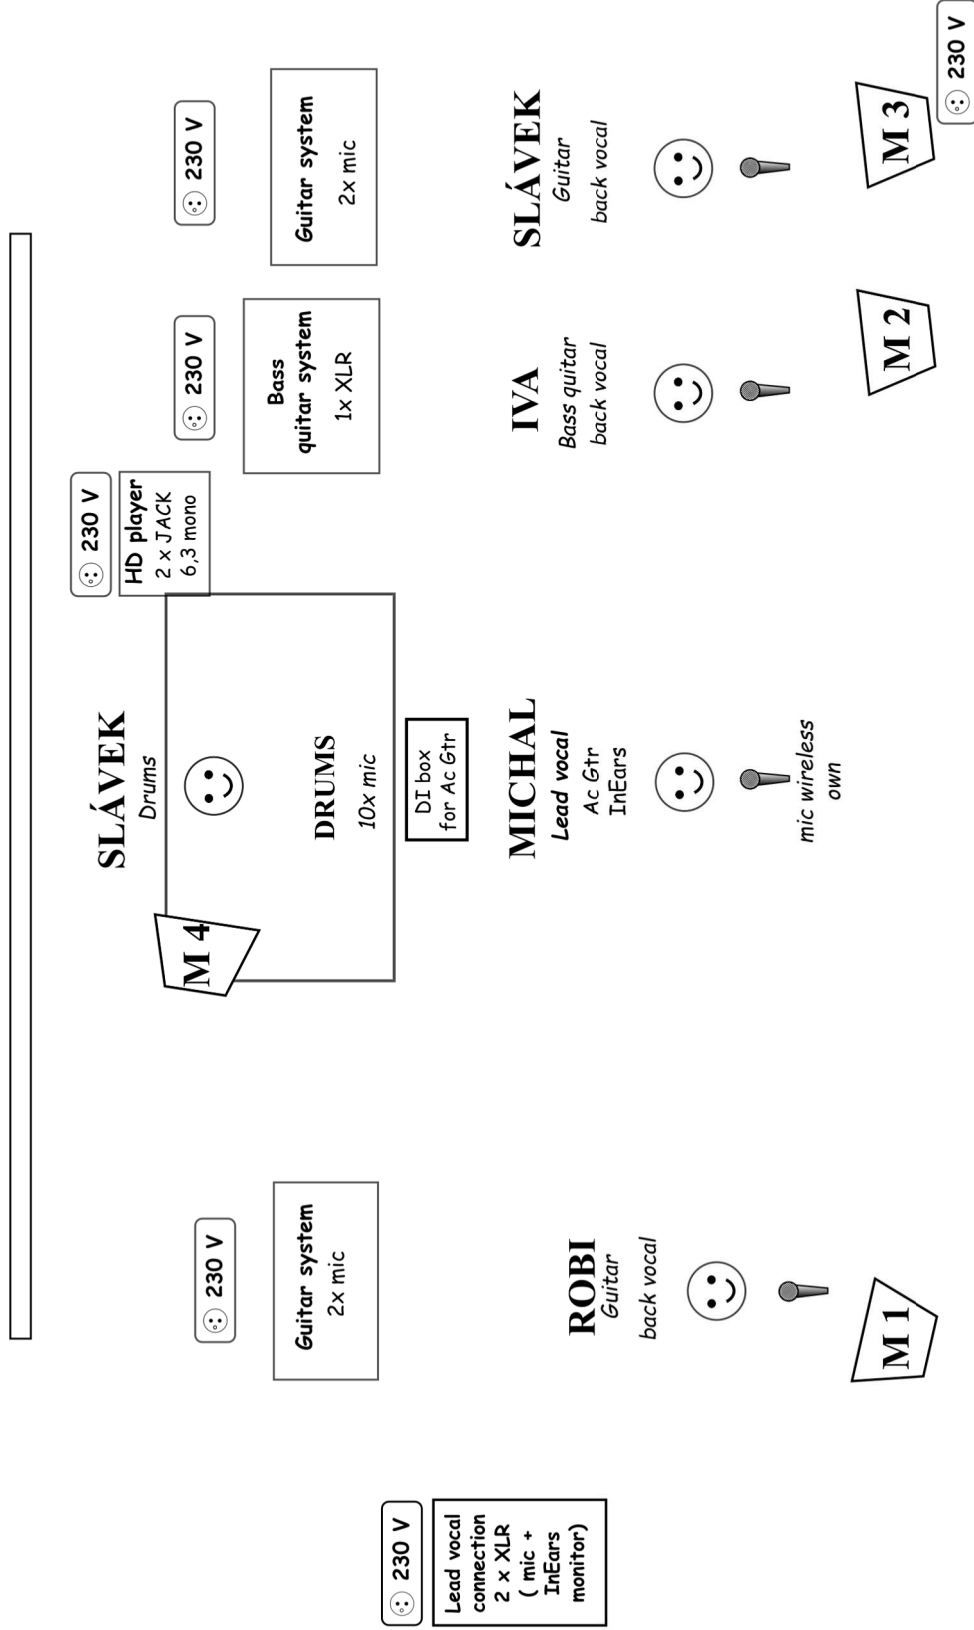 SLÁVEK
Drums
M 4
DRUMS
10x mic
230 V
HD player
2 x JACK
6,3 mono
230 V
Bass
quitar system
1x XLR
230 V
Guitar system
2x mic
230 V
Guitar system
2x mic
DI box
for Ac Gtr
230 V
Lead vocal
connection
2 x XLR
( mic +
InEars
monitor)
ROBI
Guitar
back vocal
M 1
MICHAL
Lead vocal
Ac Gtr
InEars
mic wireless
own
IVA
Bass quitar
back vocal
M 2
SLÁVEK
Guitar
back vocal
M 3
230 V